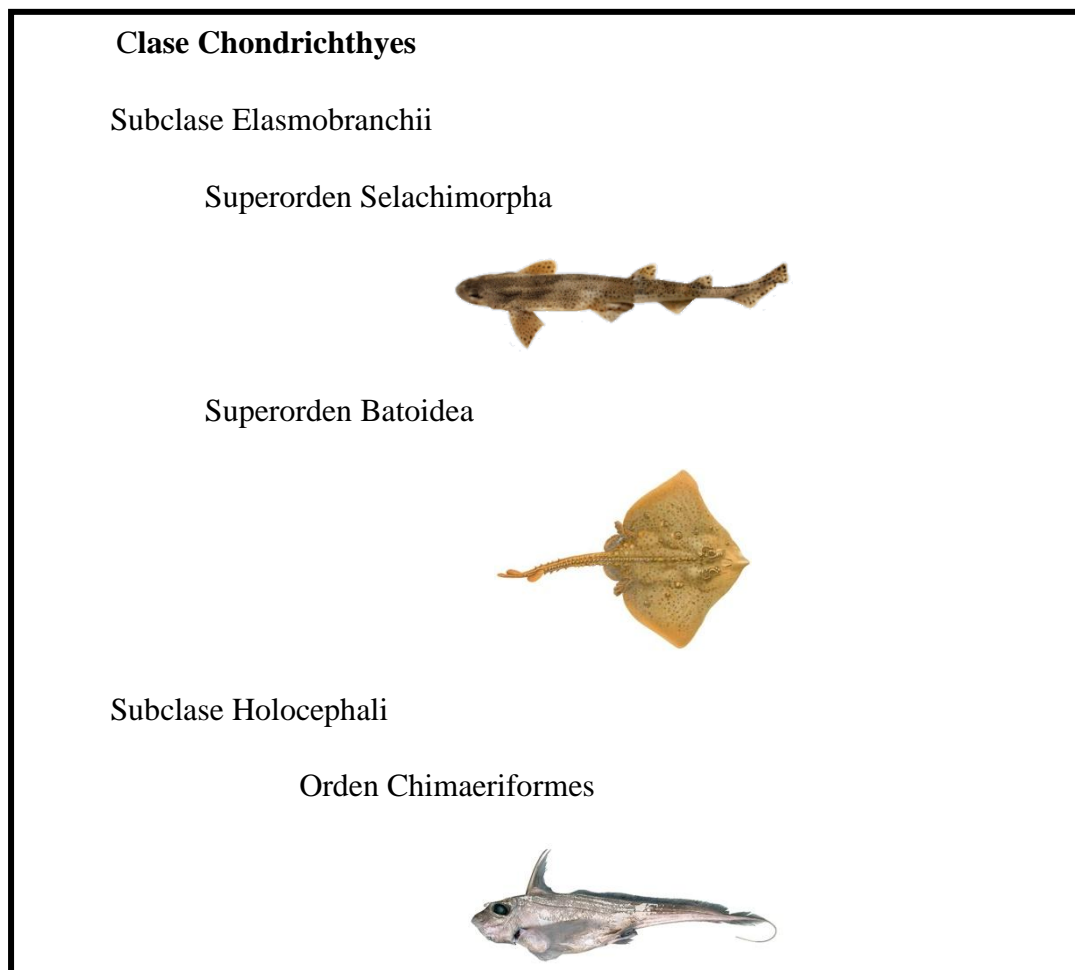 Clase Chondrichthyes
Subclase Elasmobranchii
Superorden Selachimorpha
Superorden Batoidea
Subclase Holocephali
Orden Chimaeriformes